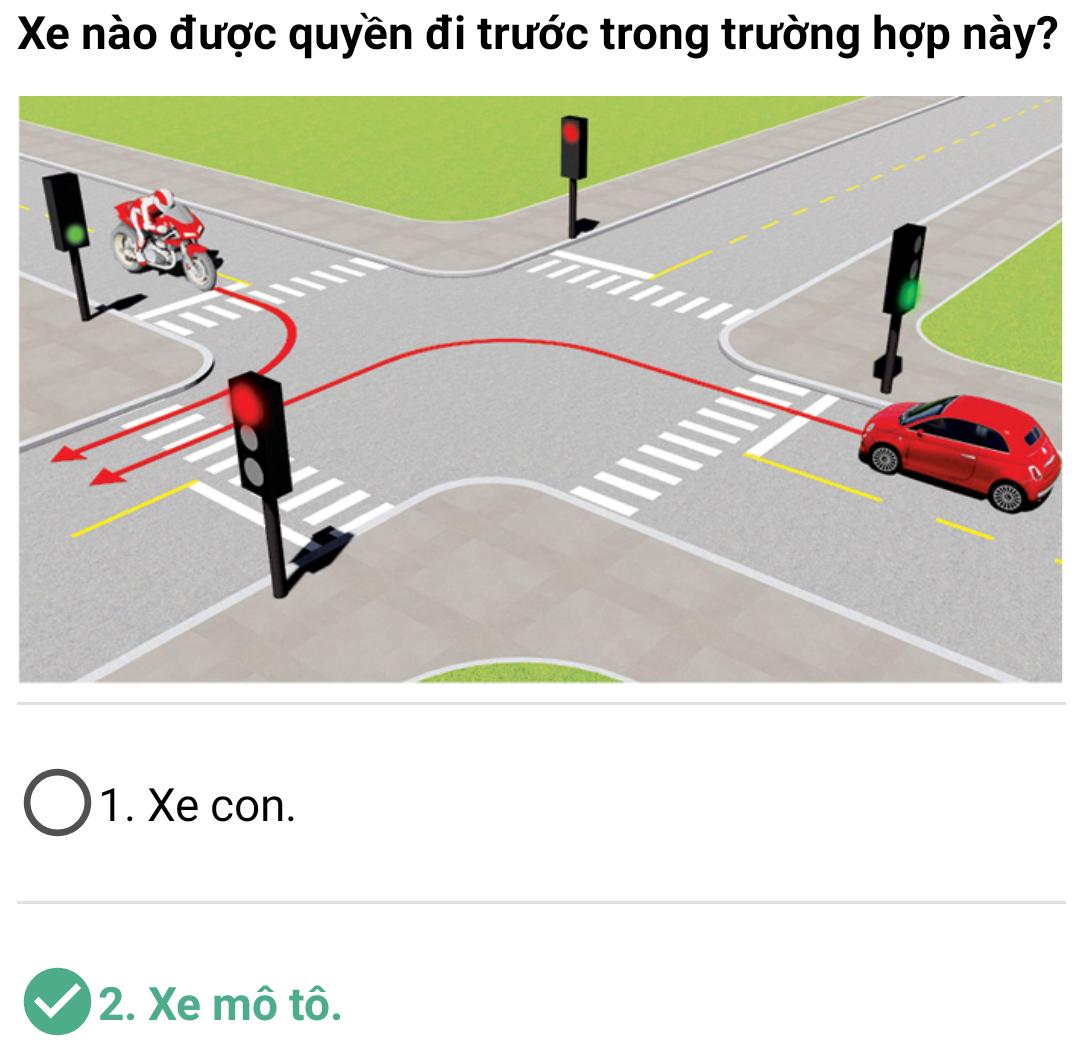 Xe nào được quyền đi trước trong trường hợp này?
1. Xe con.
2. Xe mô tô.